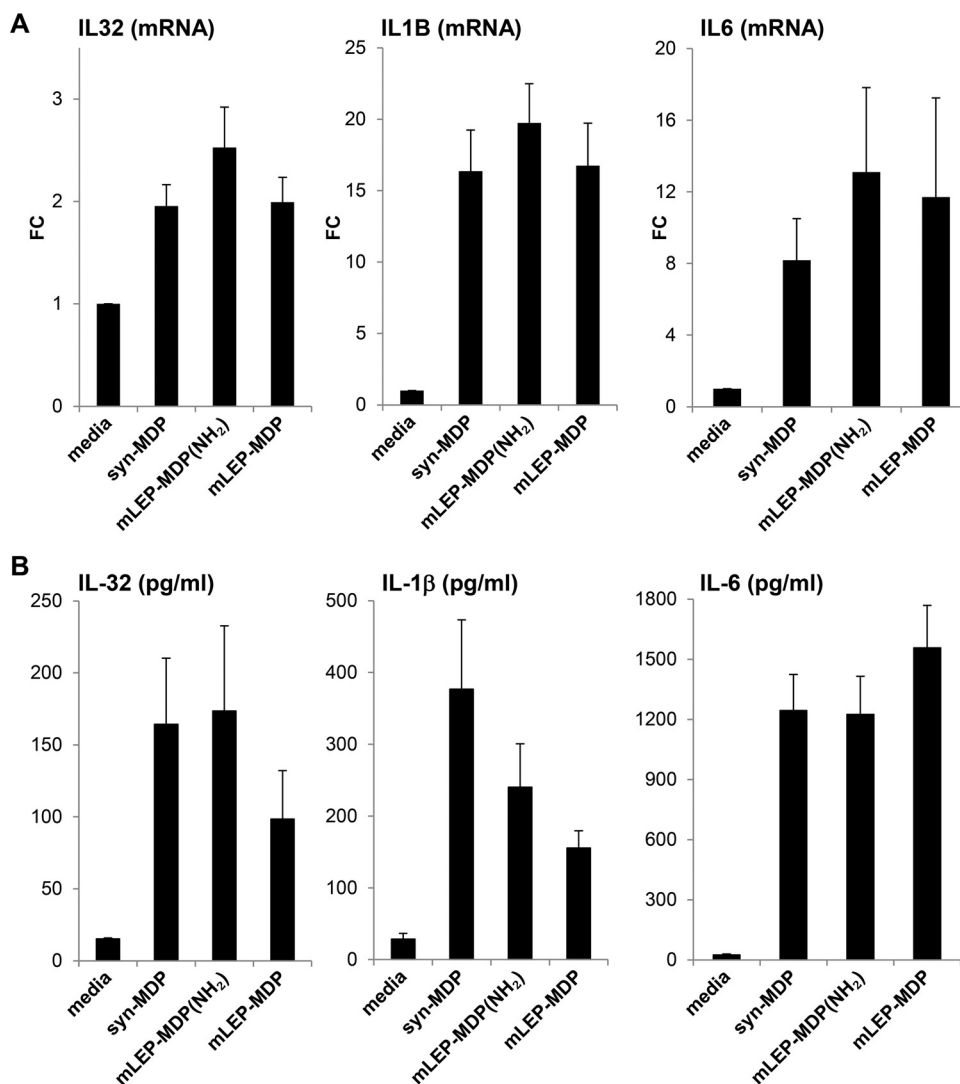 A
IL32 (mRNA)
FC
4
3
2
1
0
media
syn-MDP
mLEP-MDP(NH₂)
mLEP-MDP
IL1B (mRNA)
FC
25
20
15
10
5
0
media
syn-MDP
mLEP-MDP(NH₂)
mLEP-MDP
IL6 (mRNA)
FC
20
16
12
8
4
0
media
syn-MDP
mLEP-MDP(NH₂)
mLEP-MDP
B
IL-32 (pg/ml)
250
200
150
100
50
0
media
syn-MDP
mLEP-MDP(NH₂)
mLEP-MDP
IL-1β (pg/ml)
500
400
300
200
100
0
media
syn-MDP
mLEP-MDP(NH₂)
mLEP-MDP
IL-6 (pg/ml)
1800
1500
1200
900
600
300
0
media
syn-MDP
mLEP-MDP(NH₂)
mLEP-MDP